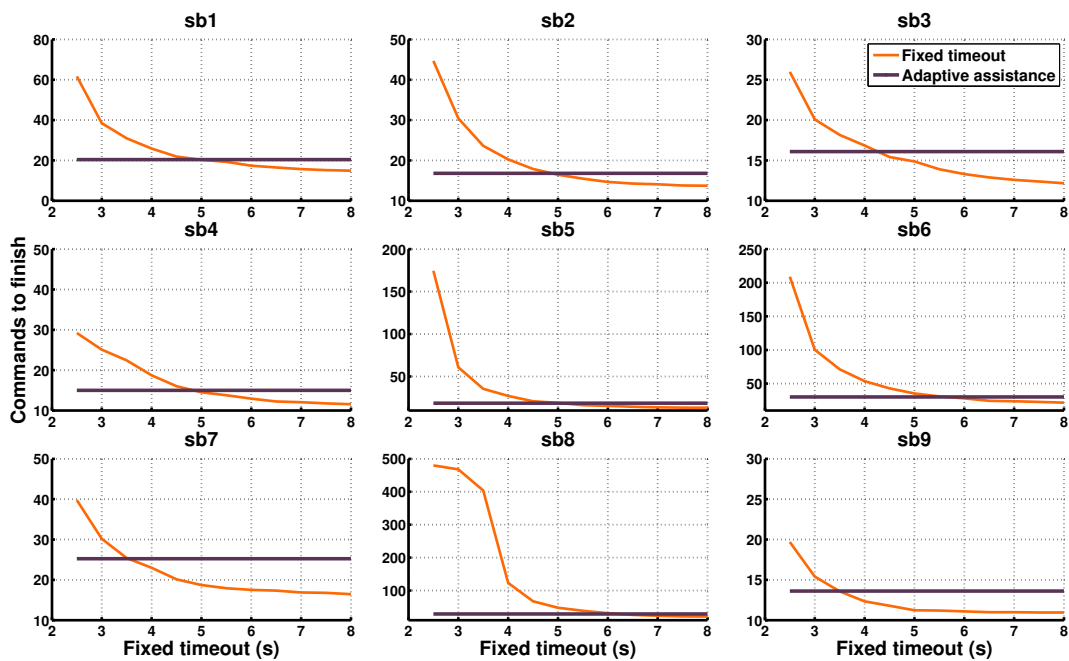 sb1
sb2
sb3
80
60
40
20
0
2 3 4 5 6 7 8
50
40
30
20
10
2 3 4 5 6 7 8
30
25
20
15
10
2 3 4 5 6 7 8
Fixed timeout
Adaptive assistance
Commands to finish
sb4
sb5
sb6
50
40
30
20
10
2 3 4 5 6 7 8
200
150
100
50
2 3 4 5 6 7 8
250
200
150
100
50
2 3 4 5 6 7 8
sb7
sb8
sb9
50
40
30
20
10
2 3 4 5 6 7 8
Fixed timeout (s)
500
400
300
200
100
2 3 4 5 6 7 8
Fixed timeout (s)
30
25
20
15
10
2 3 4 5 6 7 8
Fixed timeout (s)